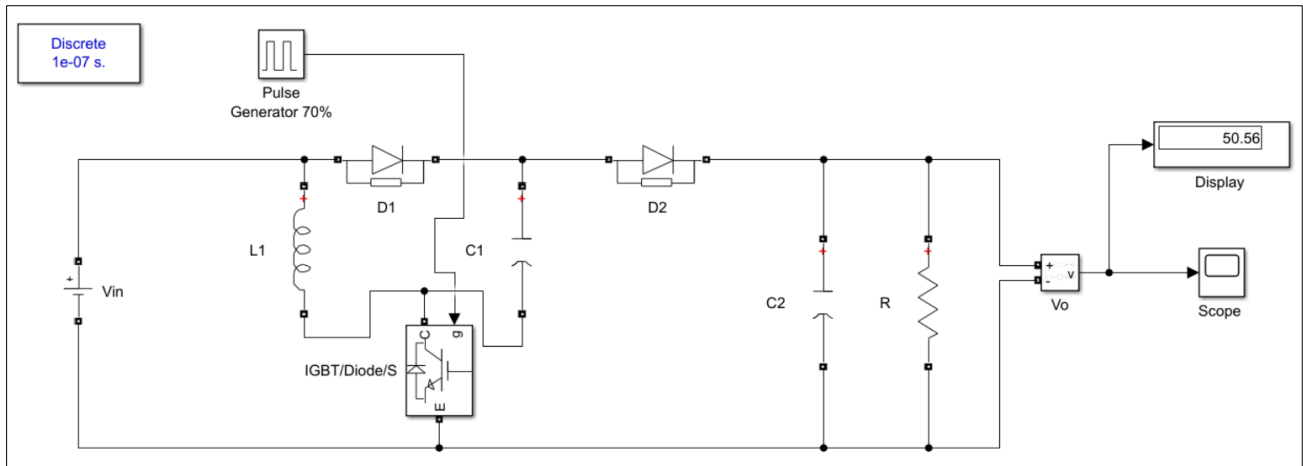 Discrete
1e-07 s.
Pulse
Generator 70%
50.56
Display
D1
D2
L1
C1
+
Vin
C2
R
+
-
v
Vo
Scope
C
g
IGBT/Diode/S
E
+
+
+
+